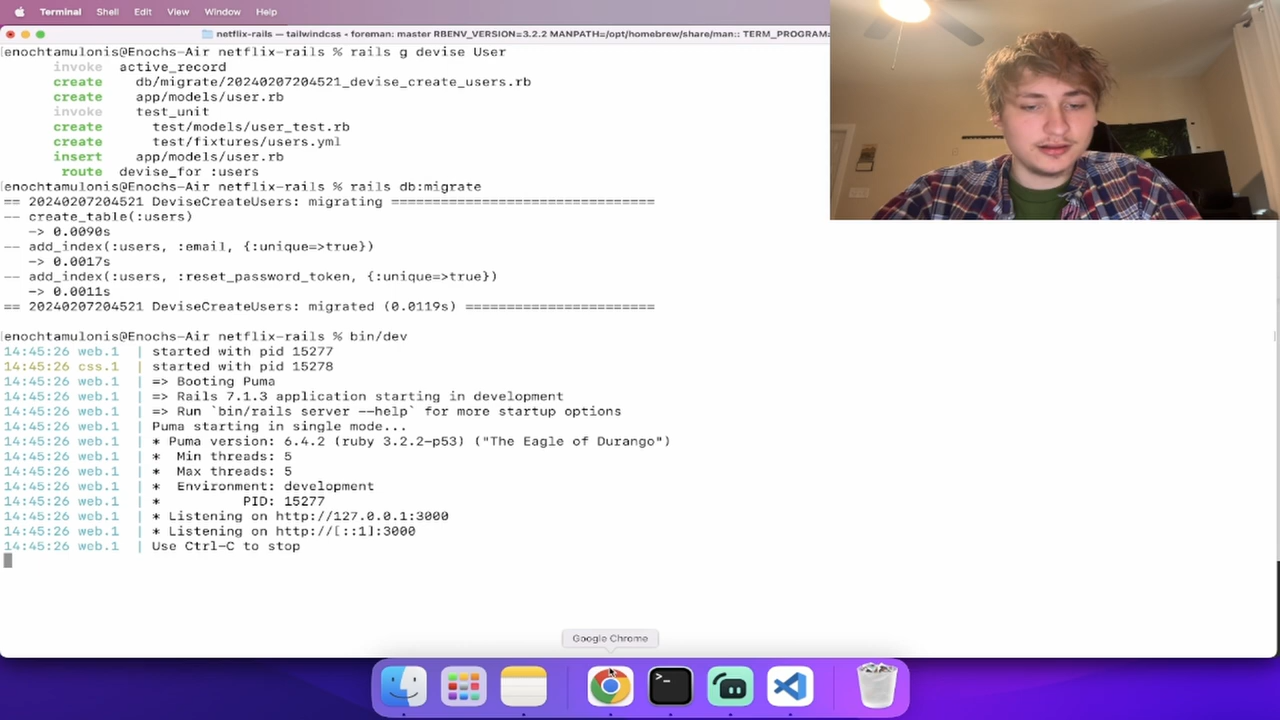 Terminal Shell Edit View Window Help
netflix-rails — tailwindcss ‹ foreman: master RBENV_VERSION=3.2.2 MANPATH=/opt/homebrew/share/man:: TERM_PROGRAM=
[enochtamulonis@Enochs-Air netflix-rails % rails g devise User
invoke active_record
create db/migrate/20240207204521_devise_create_users.rb
create app/models/user.rb
invoke test_unit
create test/models/user_test.rb
create test/fixtures/users.yml
insert app/models/user.rb
route devise_for :users
[enochtamulonis@Enochs-Air netflix-rails % rails db:migrate
== 20240207204521 DeviseCreateUsers: migrating ================================
-- create_table(:users)
-> 0.0090s
-- add_index(:users, :email, {:unique=>true})
-> 0.0017s
-- add_index(:users, :reset_password_token, {:unique=>true})
-> 0.0011s
== 20240207204521 DeviseCreateUsers: migrated (0.0119s) =======================
[enochtamulonis@Enochs-Air netflix-rails % bin/dev
14:45:26 web.1 | started with pid 15277
14:45:26 css.1 | started with pid 15278
14:45:26 web.1 | => Booting Puma
14:45:26 web.1 | => Rails 7.1.3 application starting in development
14:45:26 web.1 | => Run `bin/rails server --help` for more startup options
14:45:26 web.1 | Puma starting in single mode...
14:45:26 web.1 | * Puma version: 6.4.2 (ruby 3.2.2-p53) ("The Eagle of Durango")
14:45:26 web.1 | * Min threads: 5
14:45:26 web.1 | * Max threads: 5
14:45:26 web.1 | * Environment: development
14:45:26 web.1 | * PID: 15277
14:45:26 web.1 | * Listening on http://127.0.0.1:3000
14:45:26 web.1 | * Listening on http://[::1]:3000
14:45:26 web.1 | Use Ctrl-C to stop
Google Chrome